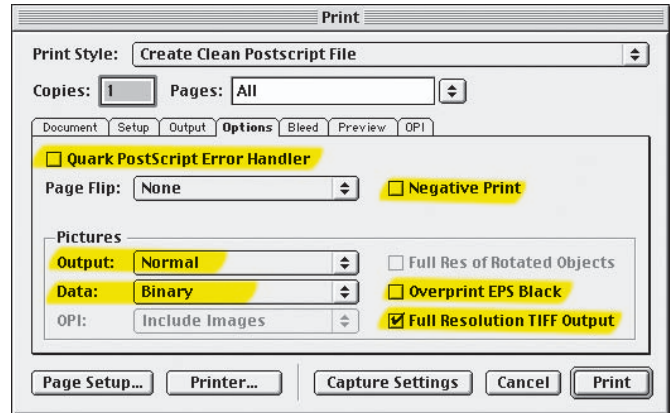 Print
Print Style: Create Clean Postscript File
Copies: 1 Pages: All
Document Setup Output Options Bleed Preview OPI
Quark PostScript Error Handler
Page Flip: None Negative Print
Pictures
Output: Normal Full Res of Rotated Objects
Data: Binary Overprint EPS Black
OPI: Include Images Full Resolution TIFF Output
Page Setup... Printer... Capture Settings Cancel Print